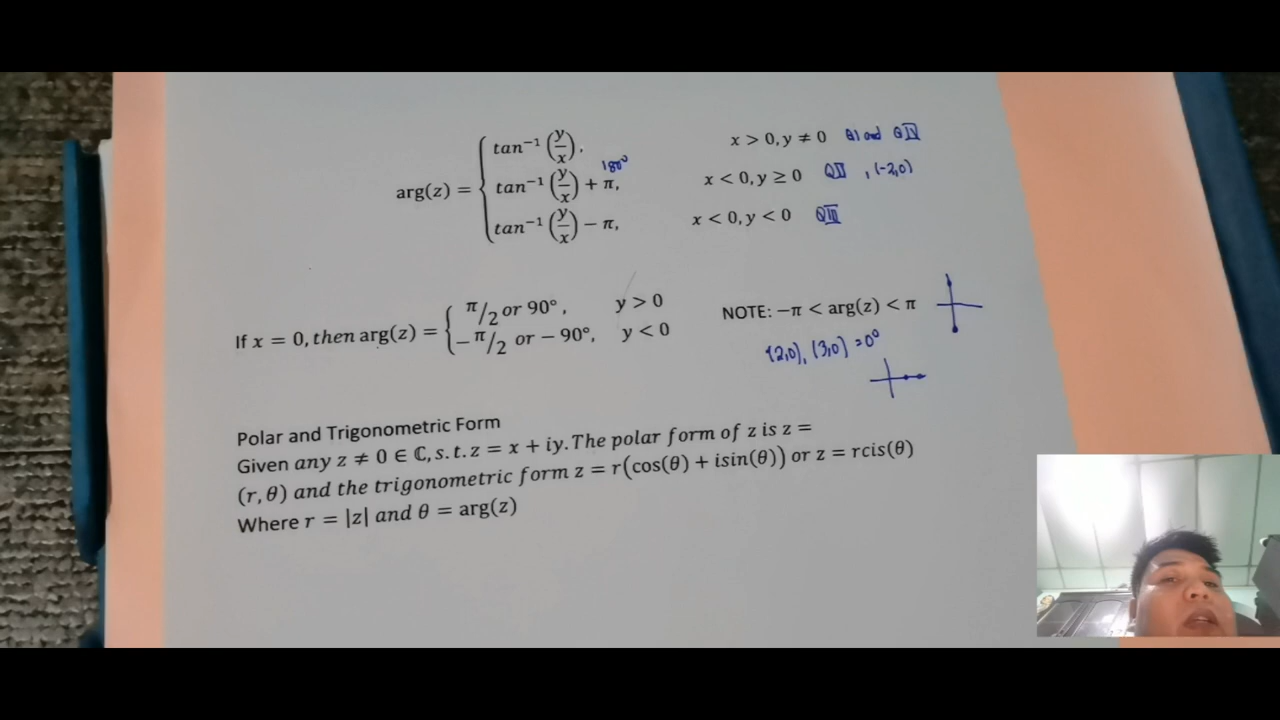 arg(z) = { tan⁻¹(y/x), x > 0, y ≠ 0 QI and QIV
tan⁻¹(y/x) + π, 180° x < 0, y ≥ 0 QII , (-2,0)
tan⁻¹(y/x) − π, x < 0, y < 0 QIII
If x = 0, then arg(z) = { π/2 or 90°, y > 0
−π/2 or − 90°, y < 0
NOTE: −π < arg(z) < π
(2,0), (3,0) = 0°
Polar and Trigonometric Form
Given any z ≠ 0 ∈ ℂ, s.t. z = x + iy. The polar form of z is z =
(r, θ) and the trigonometric form z = r(cos(θ) + isin(θ)) or z = rcis(θ)
Where r = |z| and θ = arg(z)